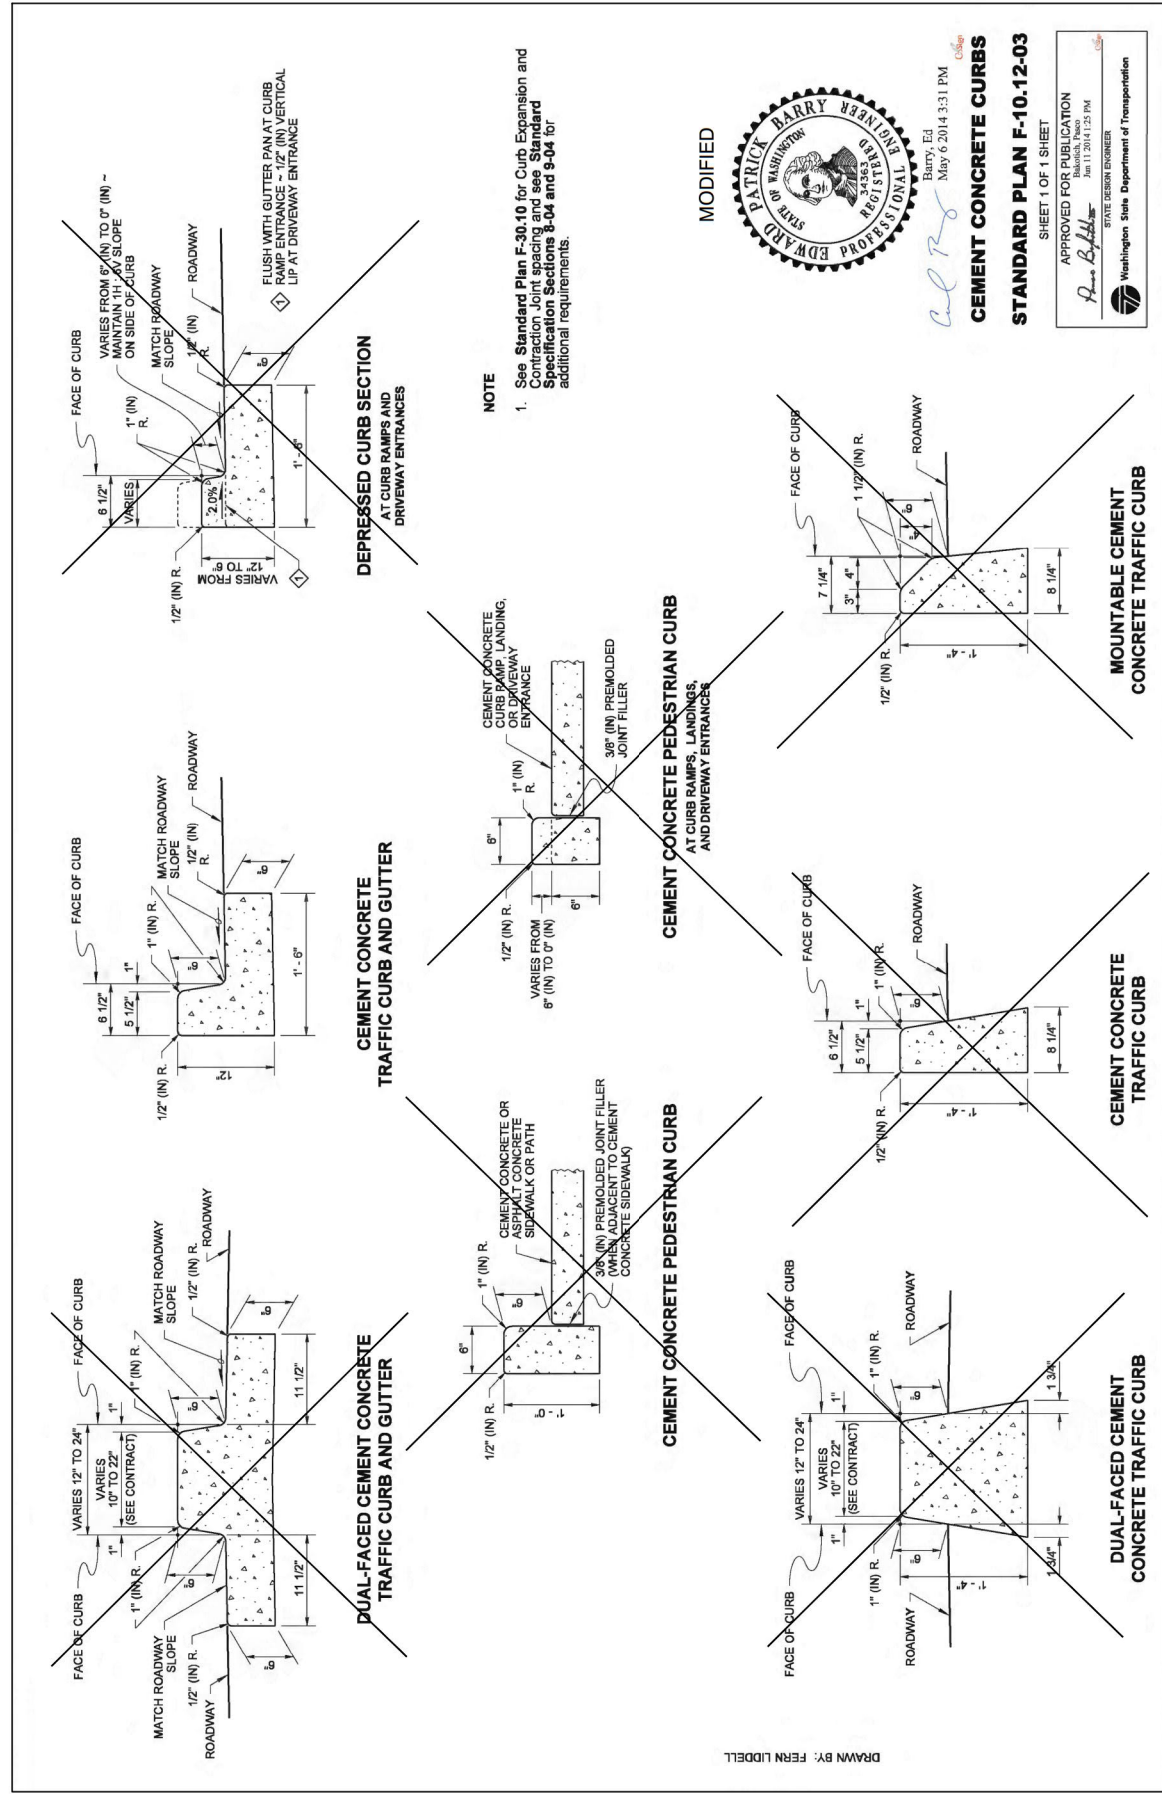 FACE OF CURB
VARIES 12" TO 24"
VARIES
10" TO 22"
(SEE CONTRACT)
FACE OF CURB
1"
1"
1" (IN) R.
1" (IN) R.
6"
6"
MATCH ROADWAY
SLOPE
MATCH ROADWAY
SLOPE
1/2" (IN) R.
1/2" (IN) R.
ROADWAY
ROADWAY
6"
6"
11 1/2"
11 1/2"
DUAL-FACED CEMENT CONCRETE
TRAFFIC CURB AND GUTTER
FACE OF CURB
6 1/2"
5 1/2"
1"
1/2" (IN) R.
1" (IN) R.
6"
MATCH ROADWAY
SLOPE
1/2" (IN)
R.
ROADWAY
12"
6"
1' - 6"
CEMENT CONCRETE
TRAFFIC CURB AND GUTTER
FACE OF CURB
6 1/2"
VARIES
1/2" (IN) R.
1" (IN)
R.
VARIES FROM 6" (IN) TO 0" (IN) ~
MAINTAIN 1H : 6V SLOPE
ON SIDE OF CURB
MATCH ROADWAY
SLOPE
1/2" (IN)
R.
ROADWAY
2.0%
VARIES FROM
12" TO 6"
1
6"
1' - 6"
1 FLUSH WITH GUTTER PAN AT CURB
RAMP ENTRANCE ~ 1/2" (IN) VERTICAL
LIP AT DRIVEWAY ENTRANCE
DEPRESSED CURB SECTION
AT CURB RAMPS AND
DRIVEWAY ENTRANCES
6"
1/2" (IN) R.
1" (IN) R.
6"
1' - 0"
CEMENT CONCRETE OR
ASPHALT CONCRETE
SIDEWALK OR PATH
3/8" (IN) PREMOLDED JOINT FILLER
(WHEN ADJACENT TO CEMENT
CONCRETE SIDEWALK)
CEMENT CONCRETE PEDESTRIAN CURB
6"
1/2" (IN) R.
1" (IN)
R.
VARIES FROM
6" (IN) TO 0" (IN)
6"
CEMENT CONCRETE
CURB RAMP, LANDING,
OR DRIVEWAY
ENTRANCE
3/8" (IN) PREMOLDED
JOINT FILLER
CEMENT CONCRETE PEDESTRIAN CURB
AT CURB RAMPS, LANDINGS,
AND DRIVEWAY ENTRANCES
NOTE
1. See Standard Plan F-30.10 for Curb Expansion and
Contraction Joint spacing and see Standard
Specification Sections 8-04 and 9-04 for
additional requirements.
FACE OF CURB
VARIES 12" TO 24"
VARIES
10" TO 22"
(SEE CONTRACT)
FACE OF CURB
1"
1"
1" (IN) R.
1" (IN) R.
6"
6"
ROADWAY
ROADWAY
1' - 4"
1 3/4"
1 3/4"
DUAL-FACED CEMENT
CONCRETE TRAFFIC CURB
FACE OF CURB
6 1/2"
5 1/2"
1"
1/2" (IN) R.
1" (IN) R.
6"
ROADWAY
1' - 4"
8 1/4"
CEMENT CONCRETE
TRAFFIC CURB
FACE OF CURB
7 1/4"
3"
4"
1/2" (IN) R.
1 1/2" (IN) R.
4"
6"
ROADWAY
1' - 4"
8 1/4"
MOUNTABLE CEMENT
CONCRETE TRAFFIC CURB
MODIFIED
EDWARD PATRICK BARRY
STATE OF WASHINGTON
34363
REGISTERED
PROFESSIONAL ENGINEER
Barry, Ed
May 6 2014 3:31 PM
CEMENT CONCRETE CURBS
STANDARD PLAN F-10.12-03
SHEET 1 OF 1 SHEET
APPROVED FOR PUBLICATION
Bakotich, Pasco
Jun 11 2014 1:25 PM
STATE DESIGN ENGINEER
Washington State Department of Transportation
DRAWN BY: FERN LIDDELL